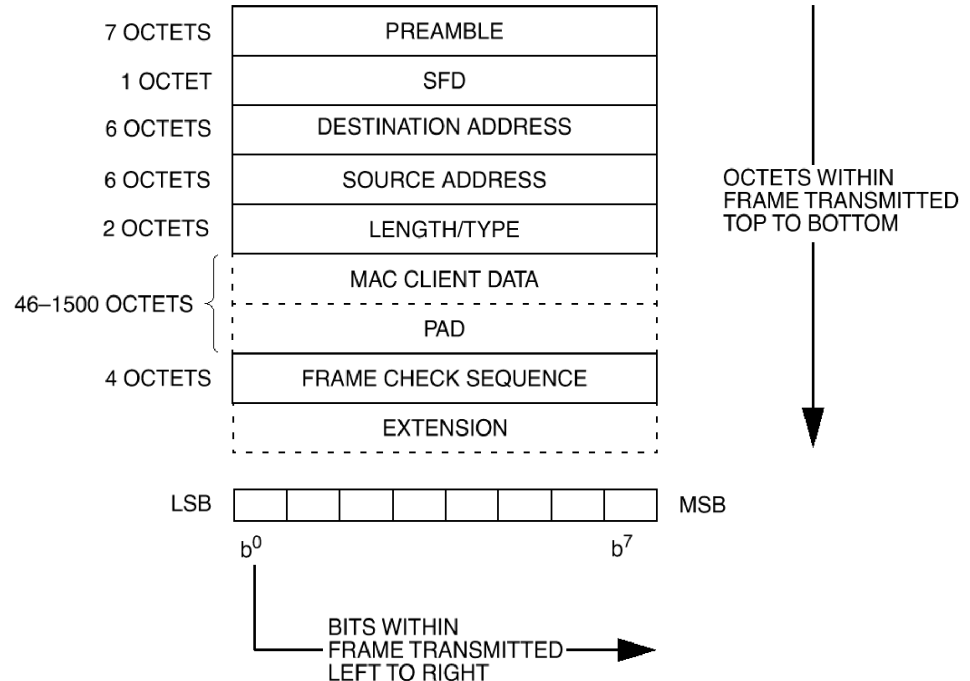 7 OCTETS PREAMBLE
1 OCTET SFD
6 OCTETS DESTINATION ADDRESS
6 OCTETS SOURCE ADDRESS
2 OCTETS LENGTH/TYPE
MAC CLIENT DATA
46–1500 OCTETS
PAD
4 OCTETS FRAME CHECK SEQUENCE
EXTENSION
OCTETS WITHIN
FRAME TRANSMITTED
TOP TO BOTTOM
LSB MSB
b0 b7
BITS WITHIN
FRAME TRANSMITTED
LEFT TO RIGHT